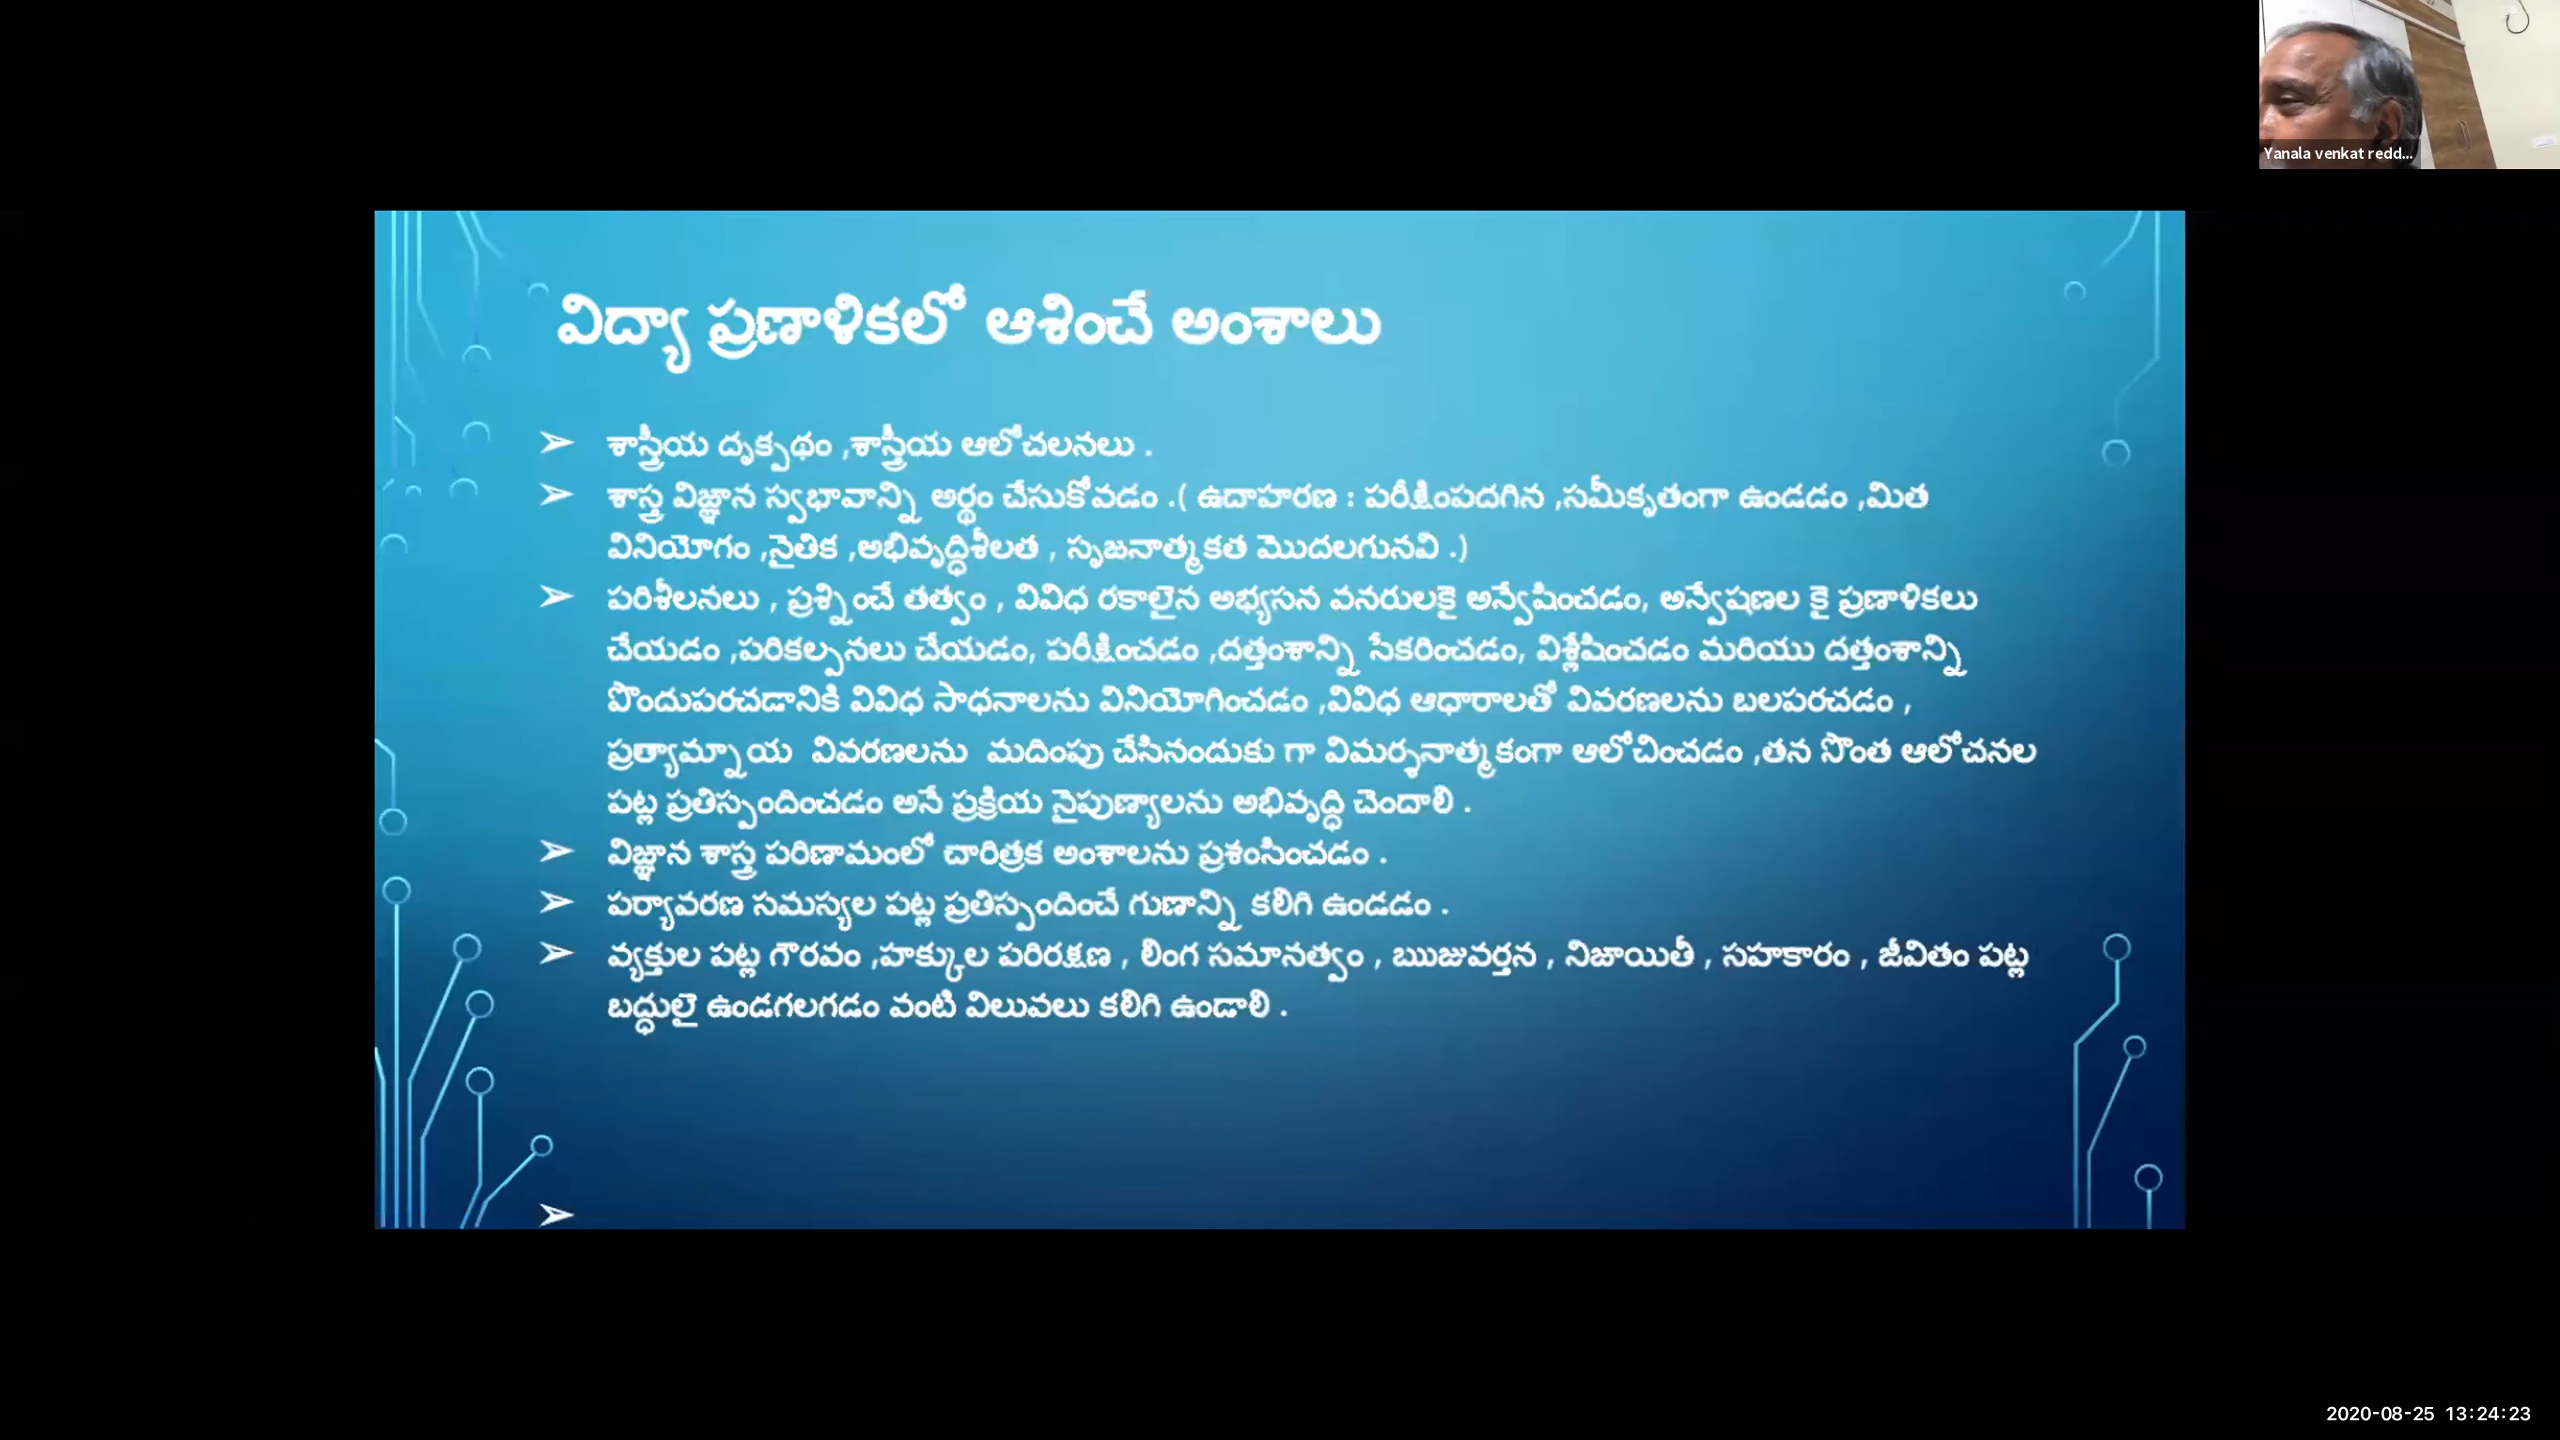 Yanala venkat redd...
విద్యా ప్రణాళికలో ఆశించే అంశాలు
➢ శాస్త్రీయ దృక్పథం ,శాస్త్రీయ ఆలోచలనలు .
➢ శాస్త్ర విజ్ఞాన స్వభావాన్ని అర్థం చేసుకోవడం .( ఉదాహరణ : పరీక్షింపదగిన ,సమీకృతంగా ఉండడం ,మిత
వినియోగం ,నైతిక ,అభివృద్ధిశీలత , సృజనాత్మకత మొదలగునవి .)
➢ పరిశీలనలు , ప్రశ్నించే తత్వం , వివిధ రకాలైన అభ్యసన వనరులకై అన్వేషించడం, అన్వేషణల కై ప్రణాళికలు
చేయడం ,పరికల్పనలు చేయడం, పరీక్షించడం ,దత్తంశాన్ని సేకరించడం, విశ్లేషించడం మరియు దత్తంశాన్ని
పొందుపరచడానికి వివిధ సాధనాలను వినియోగించడం ,వివిధ ఆధారాలతో వివరణలను బలపరచడం ,
ప్రత్యామ్నాయ వివరణలను మదింపు చేసినందుకు గా విమర్శనాత్మకంగా ఆలోచించడం ,తన సొంత ఆలోచనల
పట్ల ప్రతిస్పందించడం అనే ప్రక్రియ నైపుణ్యాలను అభివృద్ధి చెందాలి .
➢ విజ్ఞాన శాస్త్ర పరిణామంలో చారిత్రక అంశాలను ప్రశంసించడం .
➢ పర్యావరణ సమస్యల పట్ల ప్రతిస్పందించే గుణాన్ని కలిగి ఉండడం .
➢ వ్యక్తుల పట్ల గౌరవం ,హక్కుల పరిరక్షణ , లింగ సమానత్వం , ఋజువర్తన , నిజాయితీ , సహకారం , జీవితం పట్ల
బద్ధులై ఉండగలగడం వంటి విలువలు కలిగి ఉండాలి .
➢
2020-08-25 13:24:23